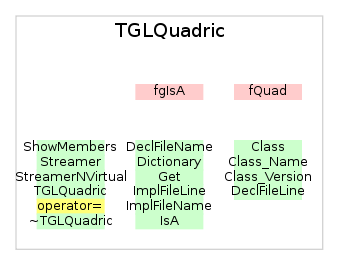 TGLQuadric
fgIsA
fQuad
ShowMembers
Streamer
StreamerNVirtual
TGLQuadric
operator=
~TGLQuadric
DeclFileName
Dictionary
Get
ImplFileLine
ImplFileName
IsA
Class
Class_Name
Class_Version
DeclFileLine